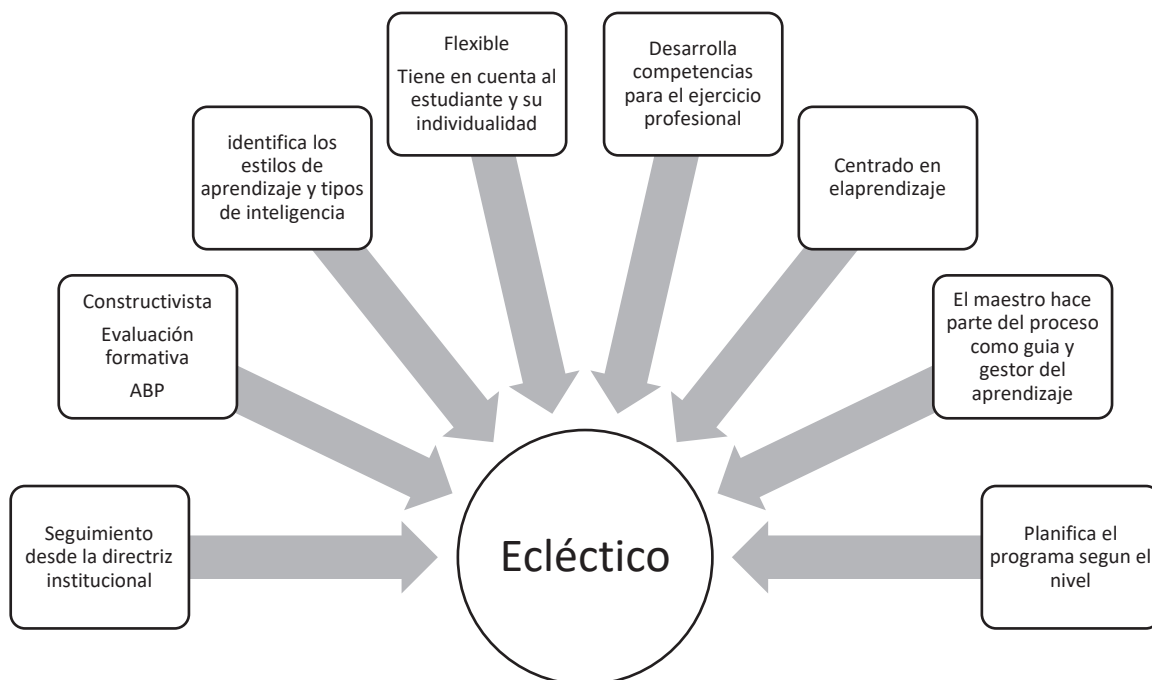 Flexible
Tiene en cuenta al
estudiante y su
individualidad
Desarrolla
competencias
para el ejercicio
profesional
identifica los
estilos de
aprendizaje y tipos
de inteligencia
Centrado en
elaprendizaje
Constructivista
Evaluación
formativa
ABP
El maestro hace
parte del proceso
como guia y
gestor del
aprendizaje
Seguimiento
desde la directriz
institucional
Ecléctico
Planifica el
programa segun el
nivel